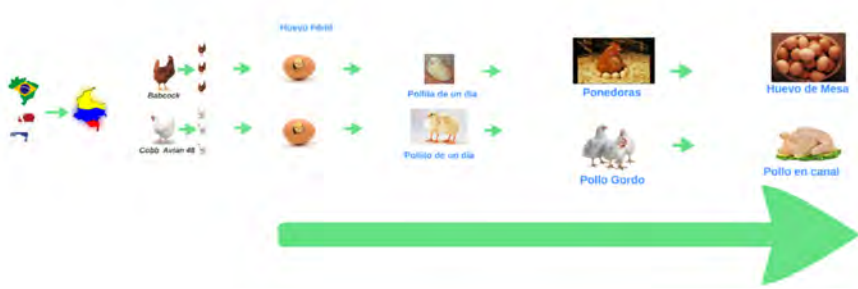 Huevo Fértil
Babcock
Pollita de un día
Ponedoras
Huevo de Mesa
Cobb Avian 48
Pollito de un día
Pollo Gordo
Pollo en canal